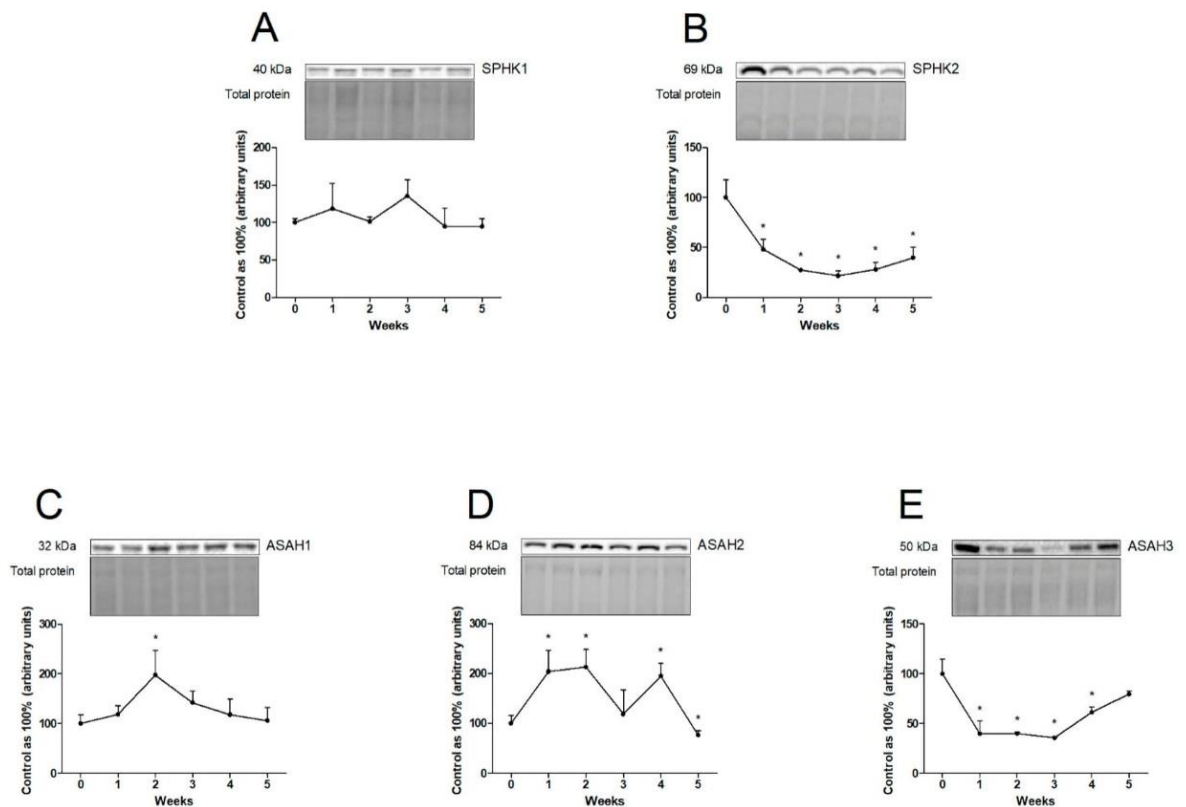 A
B
40 kDa SPHK1
69 kDa SPHK2
Total protein
Total protein
Control as 100% (arbitrary units)
200
150
100
50
0
0 1 2 3 4 5
Weeks
*
*
*
*
*
Control as 100% (arbitrary units)
150
100
50
0
0 1 2 3 4 5
Weeks
C
D
E
32 kDa ASAH1
84 kDa ASAH2
50 kDa ASAH3
Total protein
Total protein
Total protein
Control as 100% (arbitrary units)
300
200
100
0
*
0 1 2 3 4 5
Weeks
Control as 100% (arbitrary units)
300
200
100
0
*
*
*
*
0 1 2 3 4 5
Weeks
Control as 100% (arbitrary units)
150
100
50
0
*
*
*
*
0 1 2 3 4 5
Weeks